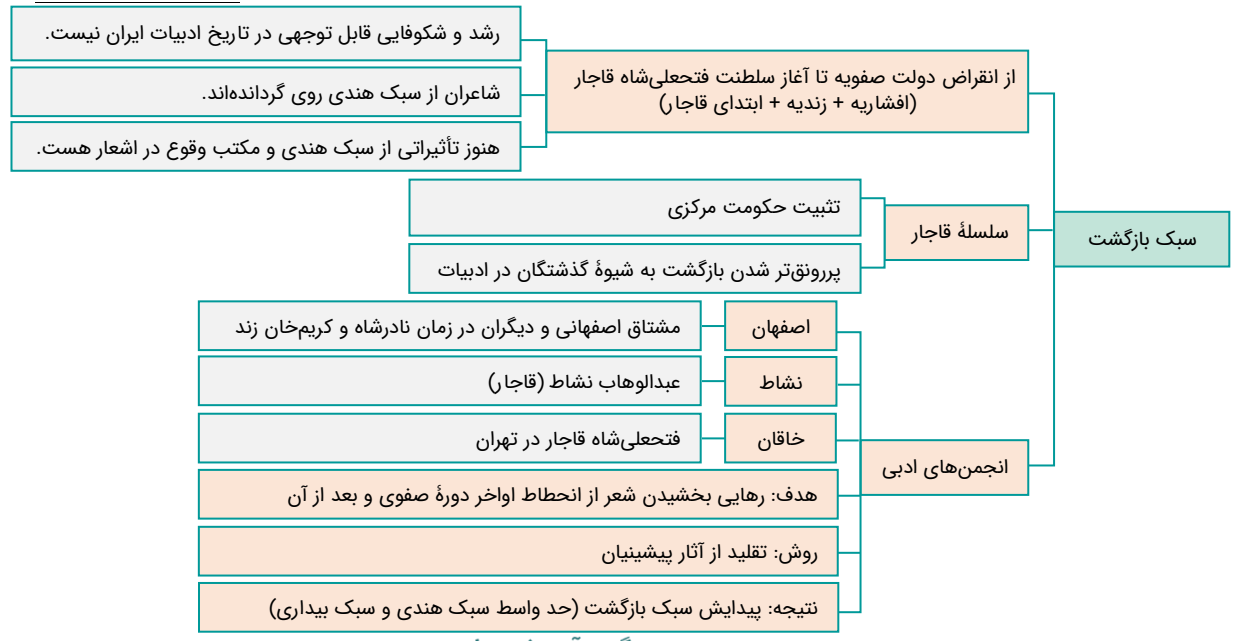 سبک بازگشت
از انقراض دولت صفویه تا آغاز سلطنت فتحعلی‌شاه قاجار
(افشاریه + زندیه + ابتدای قاجار)
رشد و شکوفایی قابل توجهی در تاریخ ادبیات ایران نیست.
شاعران از سبک هندی روی گردانده‌اند.
هنوز تأثیراتی از سبک هندی و مکتب وقوع در اشعار هست.
سلسلۀ قاجار
تثبیت حکومت مرکزی
پررونق‌تر شدن بازگشت به شیوۀ گذشتگان در ادبیات
انجمن‌های ادبی
اصفهان
مشتاق اصفهانی و دیگران در زمان نادرشاه و کریم‌خان زند
نشاط
عبدالوهاب نشاط (قاجار)
خاقان
فتحعلی‌شاه قاجار در تهران
هدف: رهایی بخشیدن شعر از انحطاط اواخر دورۀ صفوی و بعد از آن
روش: تقلید از آثار پیشینیان
نتیجه: پیدایش سبک بازگشت (حد واسط سبک هندی و سبک بیداری)